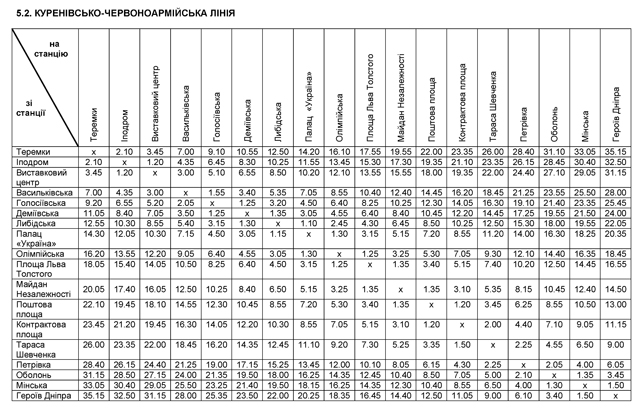 5.2. КУРЕНІВСЬКО-ЧЕРВОНОАРМІЙСЬКА ЛІНІЯ
на
станцію
зі
станції
Теремки
Іподром
Виставковий центр
Васильківська
Голосіївська
Деміївська
Либідська
Палац «Україна»
Олімпійська
Площа Льва Толстого
Майдан Незалежності
Поштова площа
Контрактова площа
Тараса Шевченка
Петрівка
Оболонь
Мінська
Героїв Дніпра
Теремки x 2.10 3.45 7.00 9.10 10.55 12.50 14.20 16.10 17.55 19.55 22.00 23.35 26.00 28.40 31.10 33.05 35.15
Іподром 2.10 x 1.20 4.35 6.45 8.30 10.25 11.55 13.45 15.30 17.30 19.35 21.10 23.35 26.15 28.45 30.40 32.50
Виставковий
центр 3.45 1.20 x 3.00 5.10 6.55 8.50 10.20 12.10 13.55 15.55 18.00 19.35 22.00 24.40 27.10 29.05 31.15
Васильківська 7.00 4.35 3.00 x 1.55 3.40 5.35 7.05 8.55 10.40 12.40 14.45 16.20 18.45 21.25 23.55 25.50 28.00
Голосіївська 9.20 6.55 5.20 2.05 x 1.25 3.20 4.50 6.40 8.25 10.25 12.30 14.05 16.30 19.10 21.40 23.35 25.45
Деміївська 11.05 8.40 7.05 3.50 1.25 x 1.35 3.05 4.55 6.40 8.40 10.45 12.20 14.45 17.25 19.55 21.50 24.00
Либідська 12.55 10.30 8.55 5.40 3.15 1.30 x 1.10 2.45 4.30 6.45 8.50 10.25 12.50 15.30 18.00 19.55 22.05
Палац
«Україна» 14.30 12.05 10.30 7.15 4.50 3.05 1.15 x 1.30 3.15 5.15 7.20 8.55 11.20 14.00 16.30 18.25 20.35
Олімпійська 16.20 13.55 12.20 9.05 6.40 4.55 3.05 1.30 x 1.25 3.25 5.30 7.05 9.30 12.10 14.40 16.35 18.45
Площа Льва
Толстого 18.05 15.40 14.05 10.50 8.25 6.40 4.50 3.15 1.25 x 1.35 3.40 5.15 7.40 10.20 12.50 14.45 16.55
Майдан
Незалежності 20.05 17.40 16.05 12.50 10.25 8.40 6.50 5.15 3.25 1.35 x 1.35 3.10 5.35 8.15 10.45 12.40 14.50
Поштова
площа 22.10 19.45 18.10 14.55 12.30 10.45 8.55 7.20 5.30 3.40 1.35 x 1.20 3.45 6.25 8.55 10.50 13.00
Контрактова
площа 23.45 21.20 19.45 16.30 14.05 12.20 10.30 8.55 7.05 5.15 3.10 1.20 x 2.00 4.40 7.10 9.05 11.15
Тараса
Шевченка 26.00 23.35 22.00 18.45 16.20 14.35 12.45 11.10 9.20 7.30 5.25 3.35 1.50 x 2.25 4.55 6.50 9.00
Петрівка 28.40 26.15 24.40 21.25 19.00 17.15 15.25 13.45 12.00 10.10 8.05 6.15 4.30 2.15 x 2.05 4.00 6.05
Оболонь 31.15 28.50 27.15 24.00 21.35 19.50 18.00 16.25 14.35 12.45 10.40 8.50 7.05 5.00 2.10 x 1.35 3.45
Мінська 33.05 30.40 29.05 25.50 23.25 21.40 19.50 18.15 16.25 14.35 12.30 10.40 8.55 6.50 4.00 1.30 x 1.50
Героїв Дніпра 35.15 32.50 31.15 28.00 25.35 23.50 22.00 20.25 18.35 16.45 14.40 12.50 11.05 9.00 6.10 3.40 1.50 x